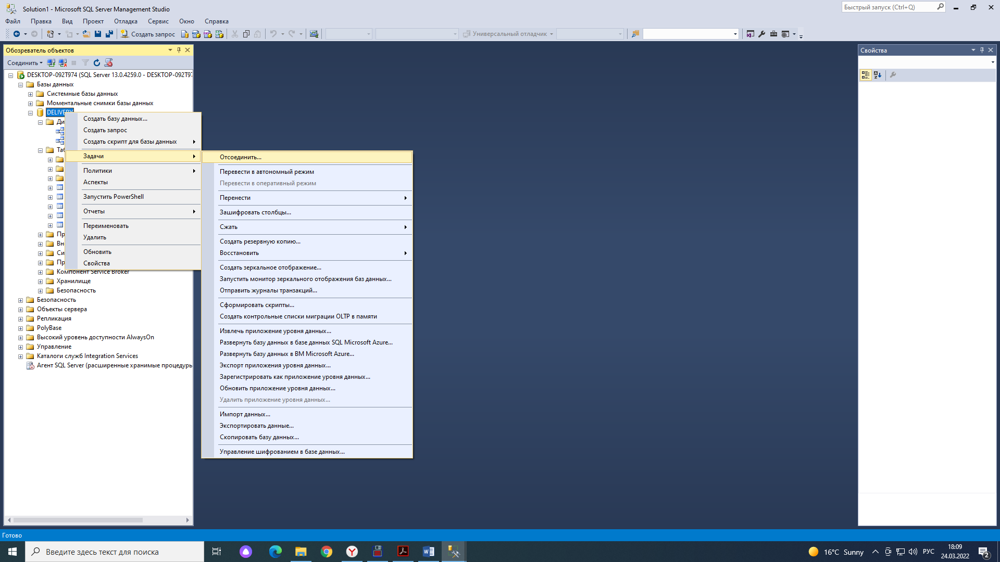 Solution1 - Microsoft SQL Server Management Studio
Быстрый запуск (Ctrl+Q)
Файл Правка Вид Проект Отладка Сервис Окно Справка
Создать запрос
Универсальный отладчик
Обозреватель объектов
Свойства
Соединить
DESKTOP-092T974 (SQL Server 13.0.4259.0 - DESKTOP-092T97
Базы данных
Системные базы данных
Моментальные снимки базы данных
DELIVERY
Ди
Таб
Пр
Вн
Си
Пр
Компонент Service Broker
Хранилище
Безопасность
Безопасность
Объекты сервера
Репликация
PolyBase
Высокий уровень доступности AlwaysOn
Управление
Каталоги служб Integration Services
Агент SQL Server (расширенные хранимые процедуры
Создать базу данных...
Создать запрос
Создать скрипт для базы данных
Задачи
Политики
Аспекты
Запустить PowerShell
Отчеты
Переименовать
Удалить
Обновить
Свойства
Отсоединить...
Перевести в автономный режим
Перевести в оперативный режим
Перенести
Зашифровать столбцы...
Сжать
Создать резервную копию...
Восстановить
Создать зеркальное отображение...
Запустить монитор зеркального отображения баз данных...
Отправить журналы транзакций...
Сформировать скрипты...
Создать контрольные списки миграции OLTP в памяти
Извлечь приложение уровня данных...
Развернуть базу данных в базе данных SQL Microsoft Azure...
Развернуть базу данных в ВМ Microsoft Azure...
Экспорт приложения уровня данных...
Зарегистрировать как приложение уровня данных...
Обновить приложение уровня данных...
Удалить приложение уровня данных...
Импорт данных...
Экспортировать данные...
Скопировать базу данных...
Управление шифрованием в базе данных...
Готово
Введите здесь текст для поиска
16°C Sunny
РУС
18:09
24.03.2022
2